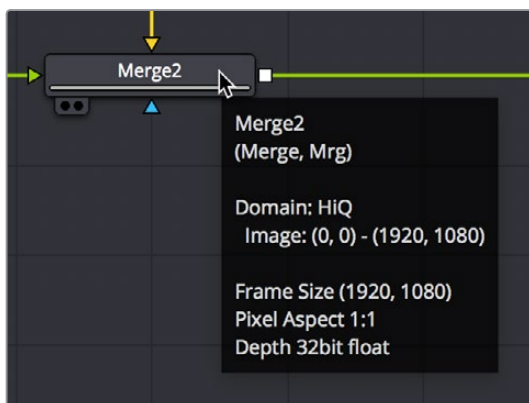 Merge2
Merge2
(Merge, Mrg)
Domain: HiQ
Image: (0, 0) - (1920, 1080)
Frame Size (1920, 1080)
Pixel Aspect 1:1
Depth 32bit float